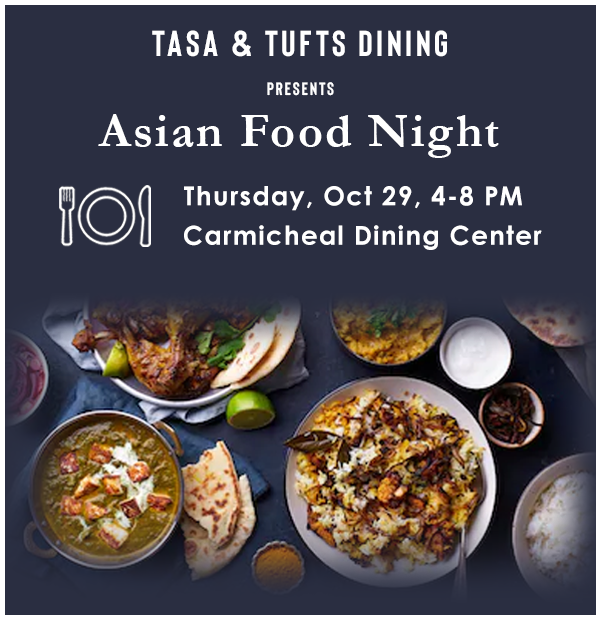 TASA & TUFTS DINING
PRESENTS
Asian Food Night
Thursday, Oct 29, 4-8 PM
Carmicheal Dining Center